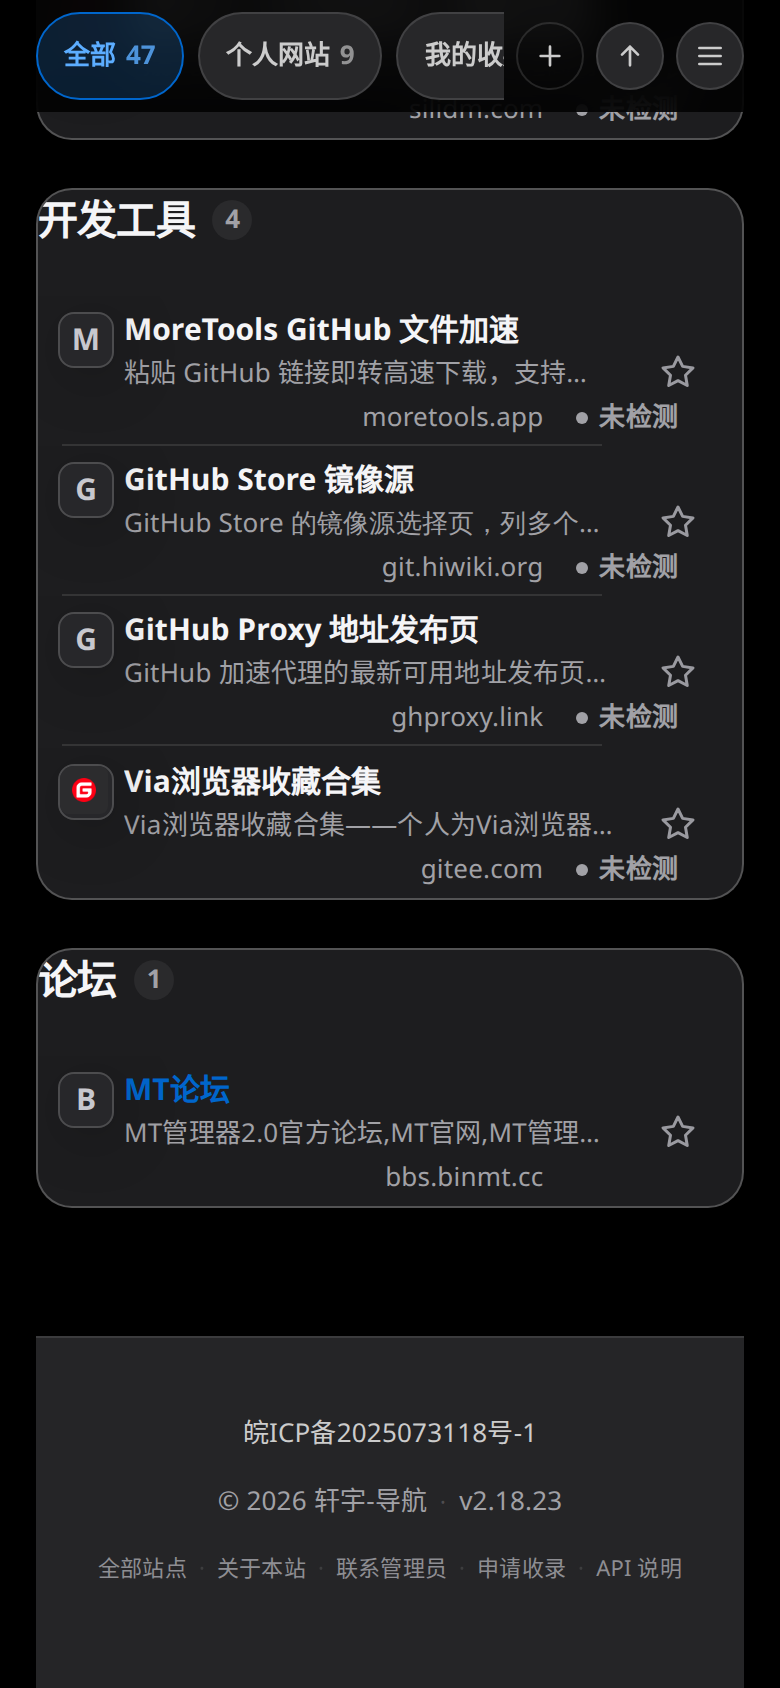 全部 47
个人网站 9
我的收
silidm.com 未检测
开发工具 4
M
MoreTools GitHub 文件加速
粘贴 GitHub 链接即转高速下载，支持...
moretools.app 未检测
G
GitHub Store 镜像源
GitHub Store 的镜像源选择页，列多个...
git.hiwiki.org 未检测
G
GitHub Proxy 地址发布页
GitHub 加速代理的最新可用地址发布页...
ghproxy.link 未检测
G
Via浏览器收藏合集
Via浏览器收藏合集——个人为Via浏览器...
gitee.com 未检测
论坛 1
B
MT论坛
MT管理器2.0官方论坛,MT官网,MT管理...
bbs.binmt.cc
皖ICP备2025073118号-1
© 2026 轩宇-导航 · v2.18.23
全部站点 · 关于本站 · 联系管理员 · 申请收录 · API 说明